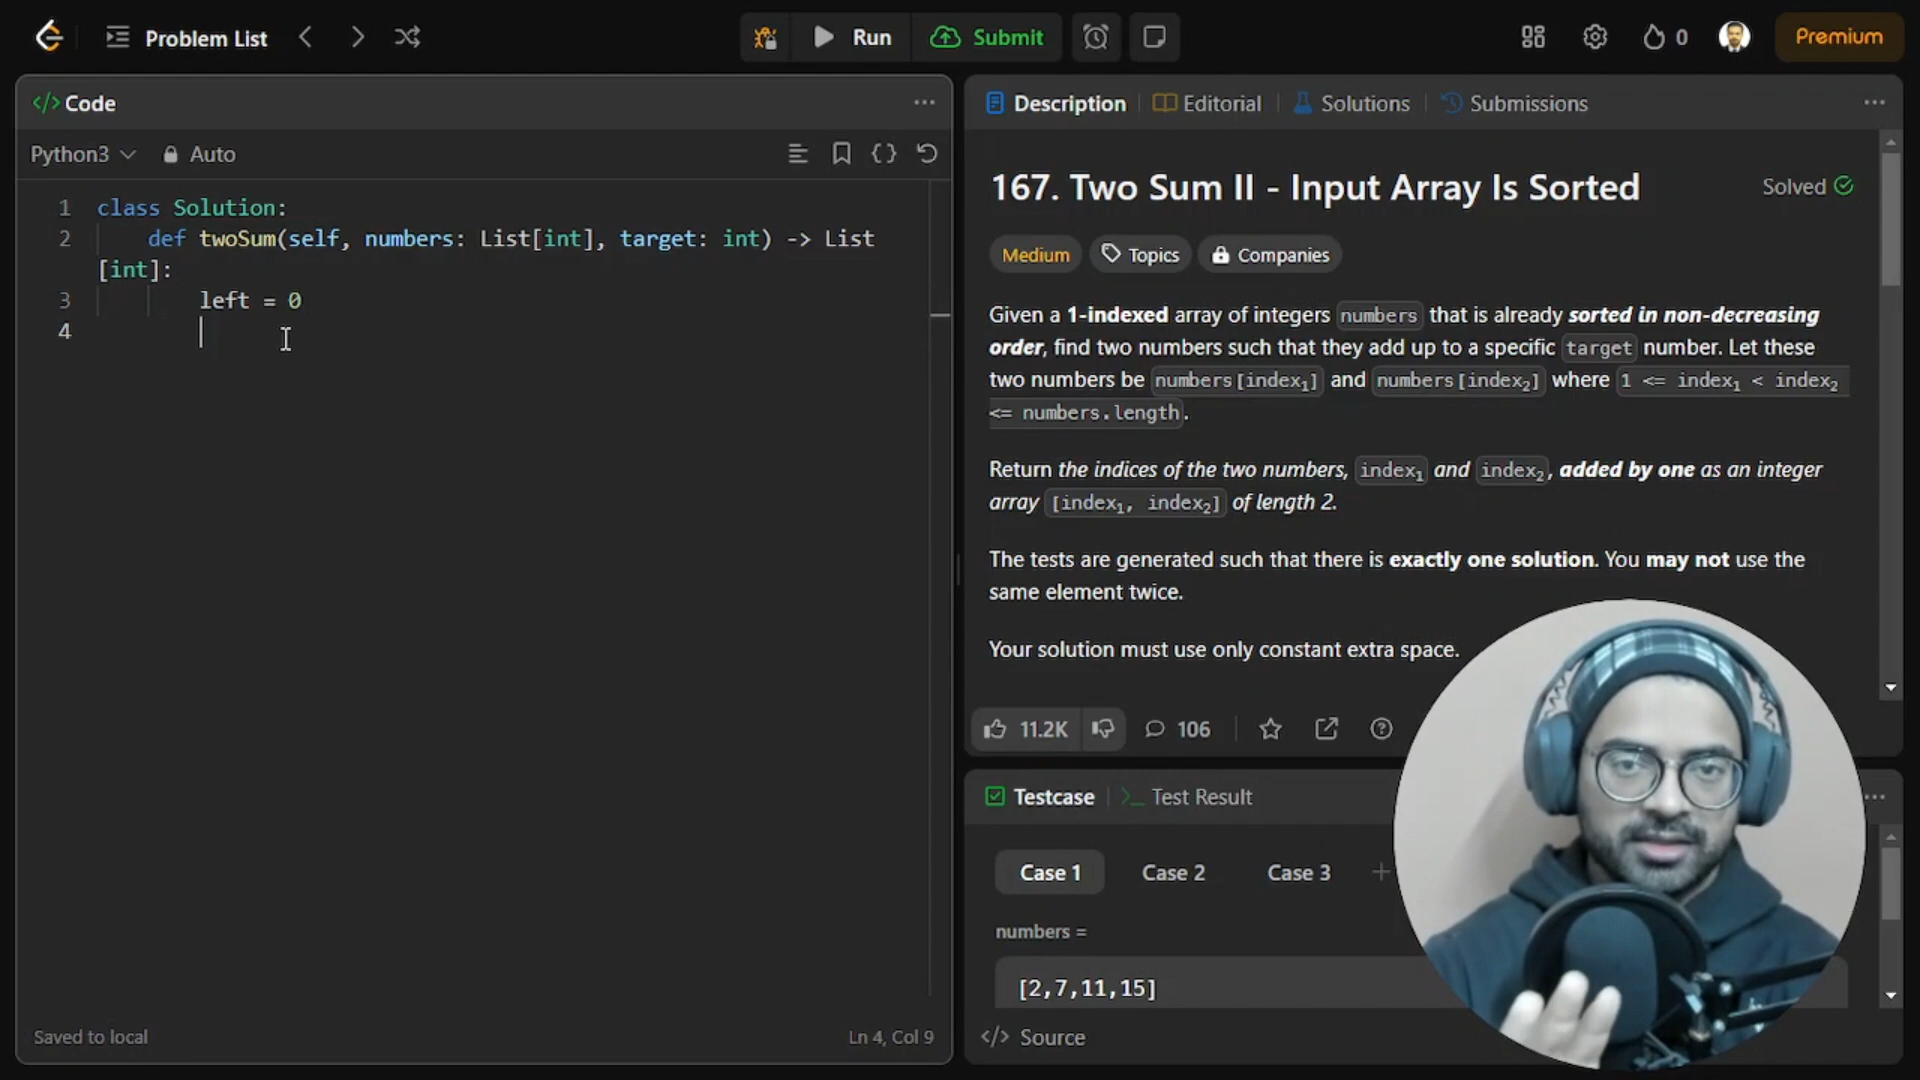 Problem List
Run
Submit
0
Premium
</> Code
Python3
Auto
1 class Solution:
2 def twoSum(self, numbers: List[int], target: int) -> List
[int]:
3 left = 0
4
Saved to local
Ln 4, Col 9
Description
Editorial
Solutions
Submissions
167. Two Sum II - Input Array Is Sorted
Solved
Medium
Topics
Companies
Given a 1-indexed array of integers numbers that is already sorted in non-decreasing
order, find two numbers such that they add up to a specific target number. Let these
two numbers be numbers[index₁] and numbers[index₂] where 1 <= index₁ < index₂
<= numbers.length.
Return the indices of the two numbers, index₁ and index₂, added by one as an integer
array [index₁, index₂] of length 2.
The tests are generated such that there is exactly one solution. You may not use the
same element twice.
Your solution must use only constant extra space.
11.2K
106
Testcase
Test Result
Case 1
Case 2
Case 3
numbers =
[2,7,11,15]
</> Source